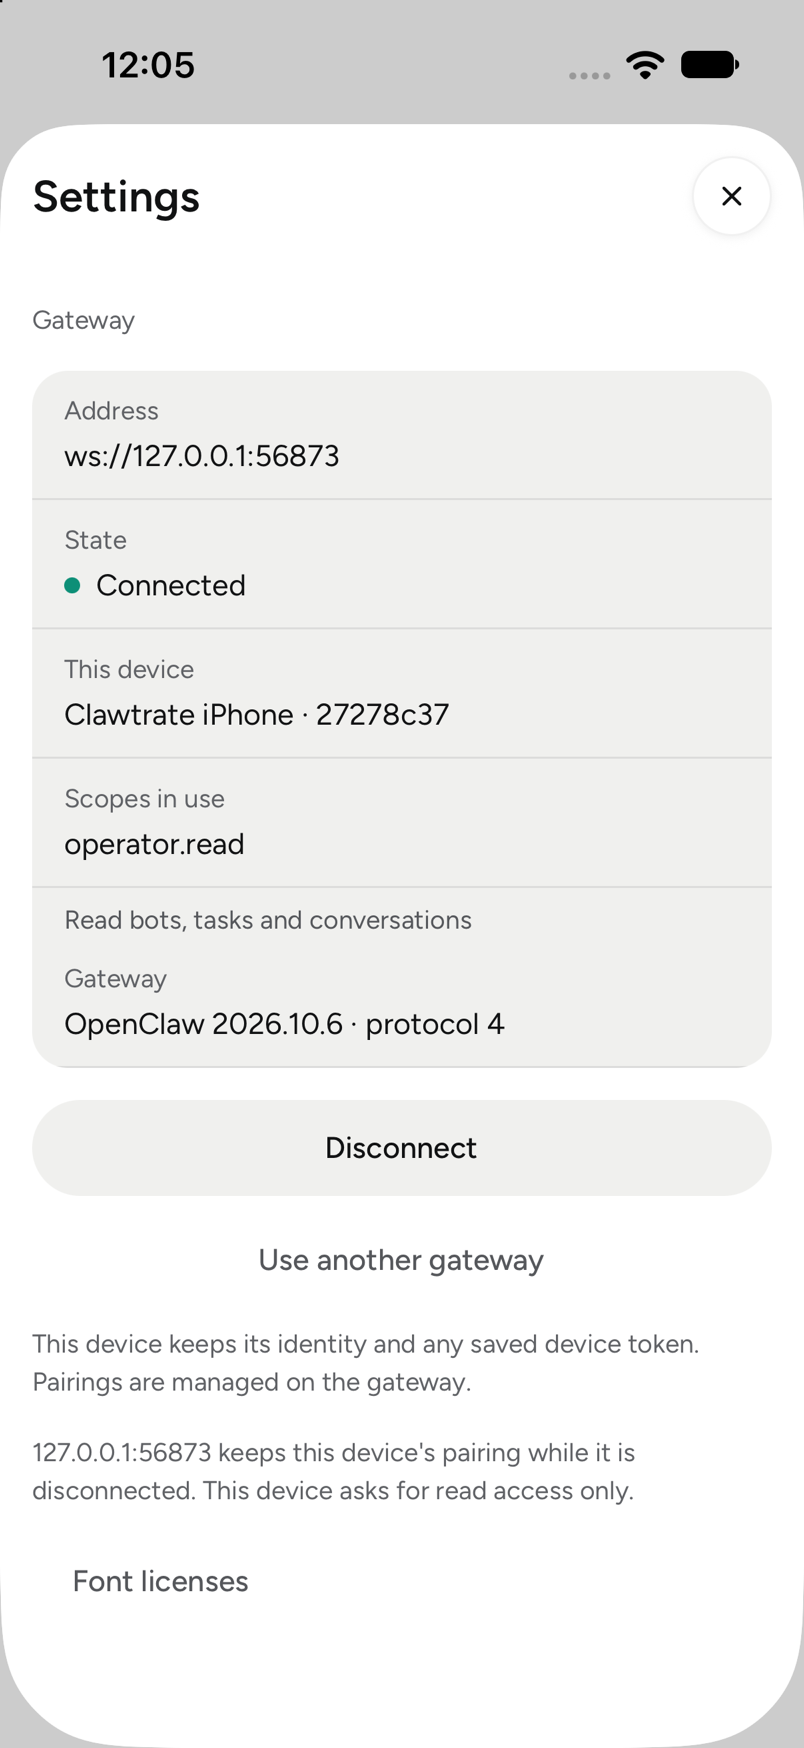 12:05
Settings
Gateway
Address
ws://127.0.0.1:56873
State
Connected
This device
Clawtrate iPhone · 27278c37
Scopes in use
operator.read
Read bots, tasks and conversations
Gateway
OpenClaw 2026.10.6 · protocol 4
Disconnect
Use another gateway
This device keeps its identity and any saved device token.
Pairings are managed on the gateway.
127.0.0.1:56873 keeps this device's pairing while it is
disconnected. This device asks for read access only.
Font licenses